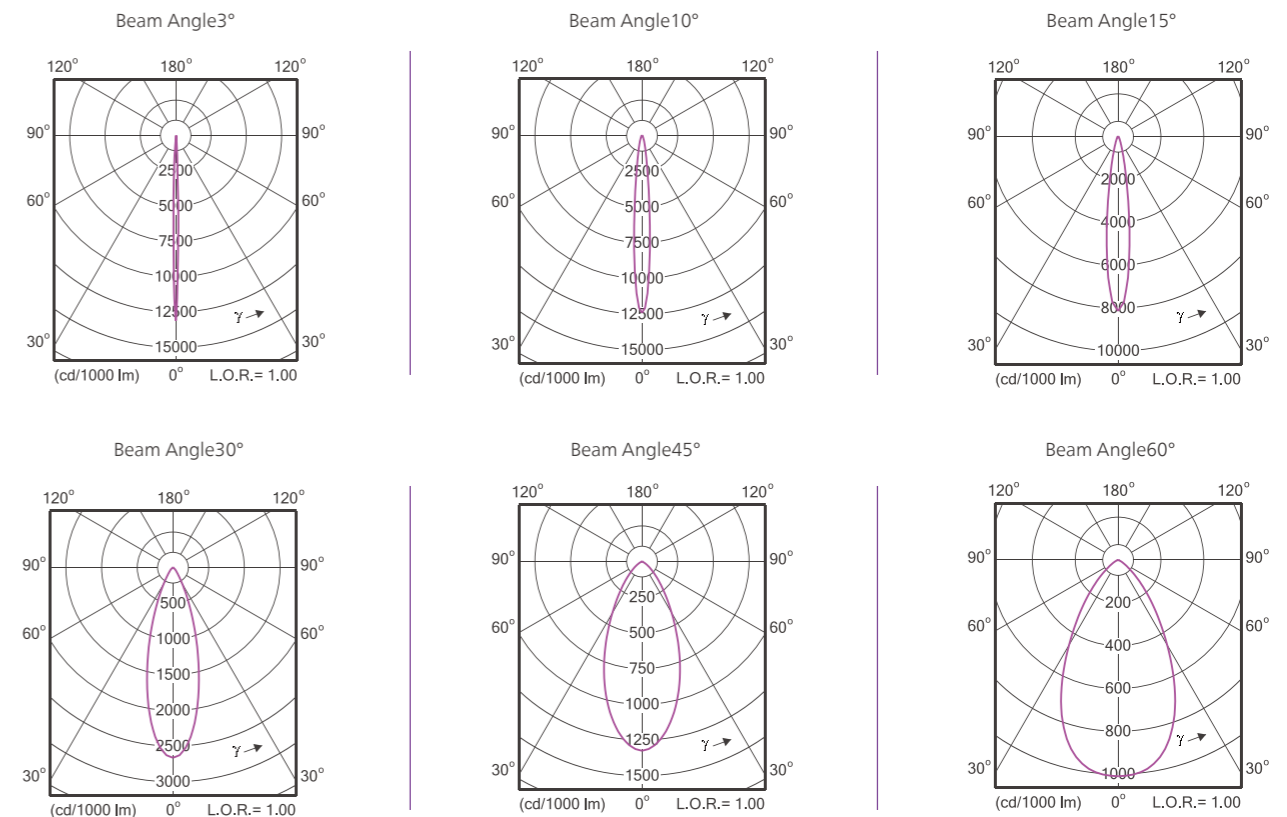 Beam Angle3°
120° 180° 120°
90° 90°
2500
60° 5000 60°
7500
10000
12500 γ
30° 15000 30°
(cd/1000 lm) 0° L.O.R.= 1.00
Beam Angle10°
120° 180° 120°
90° 90°
2500
60° 5000 60°
7500
10000
12500 γ
30° 15000 30°
(cd/1000 lm) 0° L.O.R.= 1.00
Beam Angle15°
120° 180° 120°
90° 90°
2000
60° 4000 60°
6000
8000 γ
30° 10000 30°
(cd/1000 lm) 0° L.O.R.= 1.00
Beam Angle30°
120° 180° 120°
90° 90°
500
60° 1000 60°
1500
2000
2500 γ
30° 3000 30°
(cd/1000 lm) 0° L.O.R.= 1.00
Beam Angle45°
120° 180° 120°
90° 90°
250
60° 500 60°
750
1000
1250 γ
30° 1500 30°
(cd/1000 lm) 0° L.O.R.= 1.00
Beam Angle60°
120° 180° 120°
90° 90°
200
60° 400 60°
600
800 γ
30° 1000 30°
(cd/1000 lm) 0° L.O.R.= 1.00